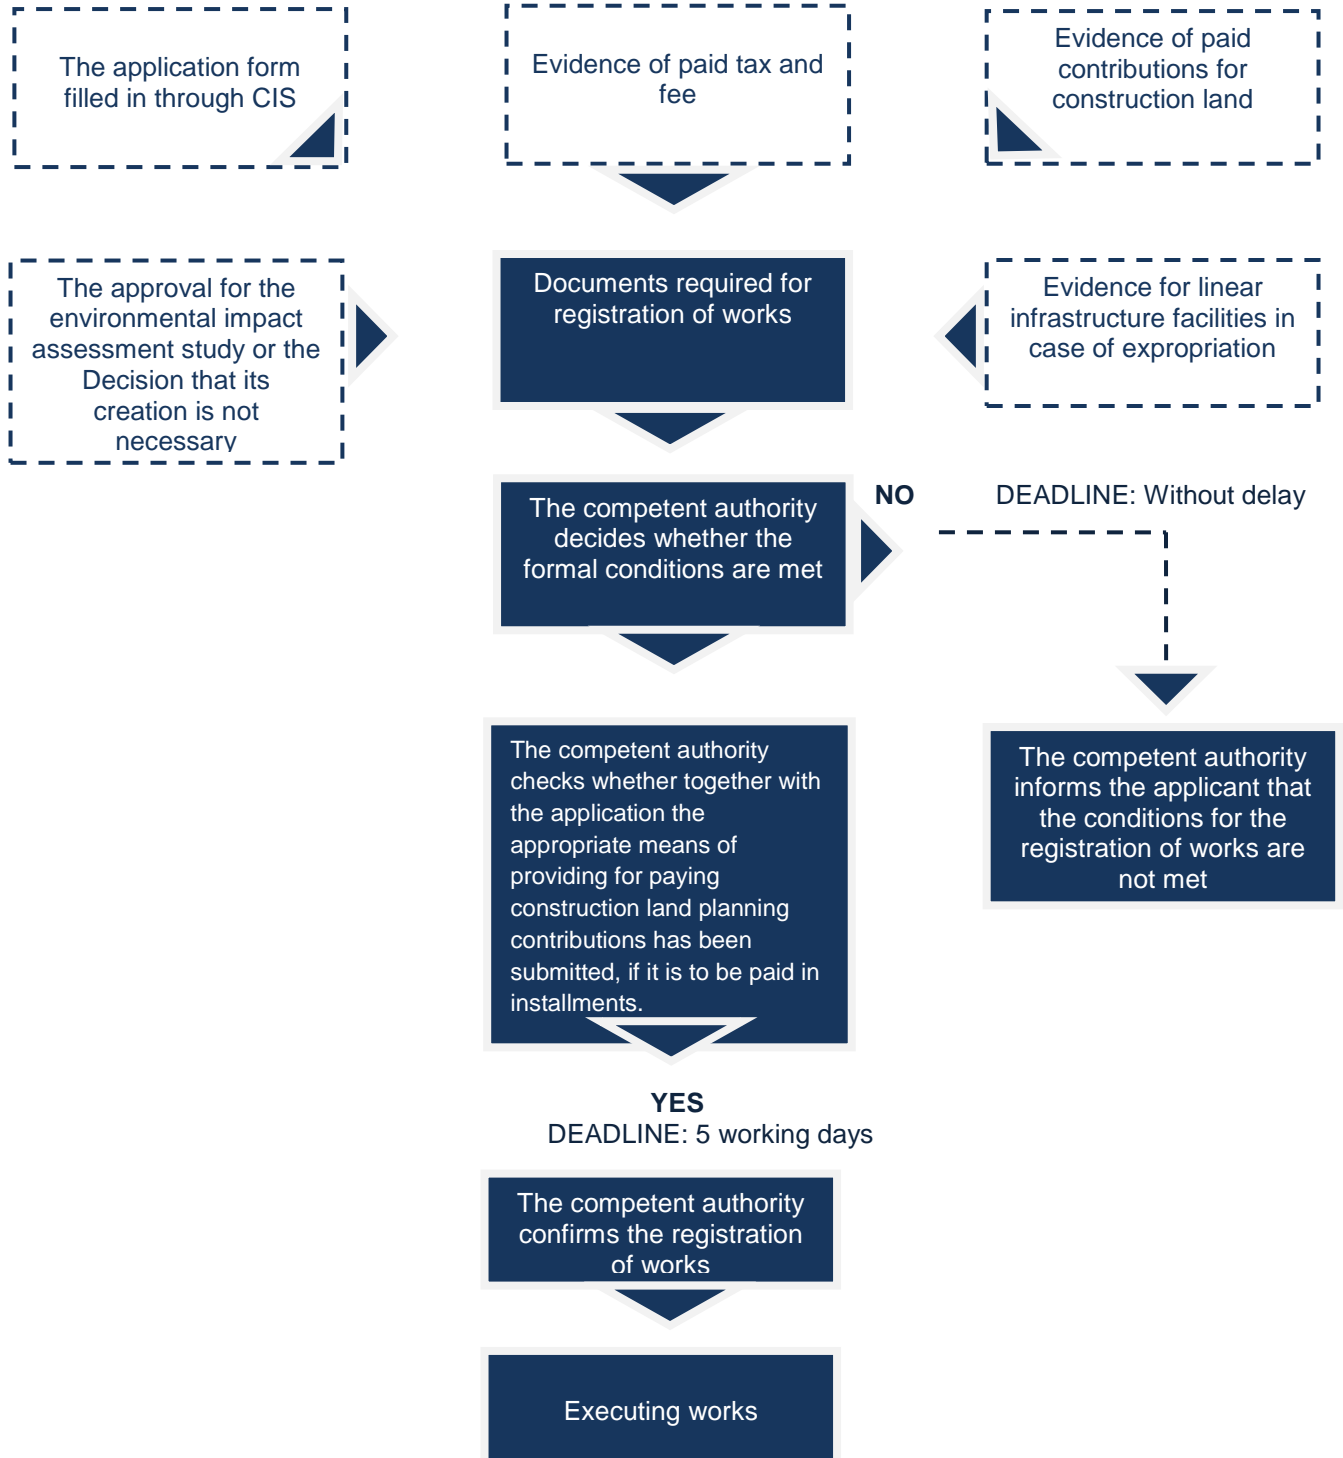 The application form
filled in through CIS
Evidence of paid tax and
fee
Evidence of paid
contributions for
construction land
The approval for the
environmental impact
assessment study or the
Decision that its
creation is not
necessary
Documents required for
registration of works
Evidence for linear
infrastructure facilities in
case of expropriation
The competent authority
decides whether the
formal conditions are met
NO
DEADLINE: Without delay
The competent authority
checks whether together with
the application the
appropriate means of
providing for paying
construction land planning
contributions has been
submitted, if it is to be paid in
installments.
The competent authority
informs the applicant that
the conditions for the
registration of works are
not met
YES
DEADLINE: 5 working days
The competent authority
confirms the registration
of works
Executing works